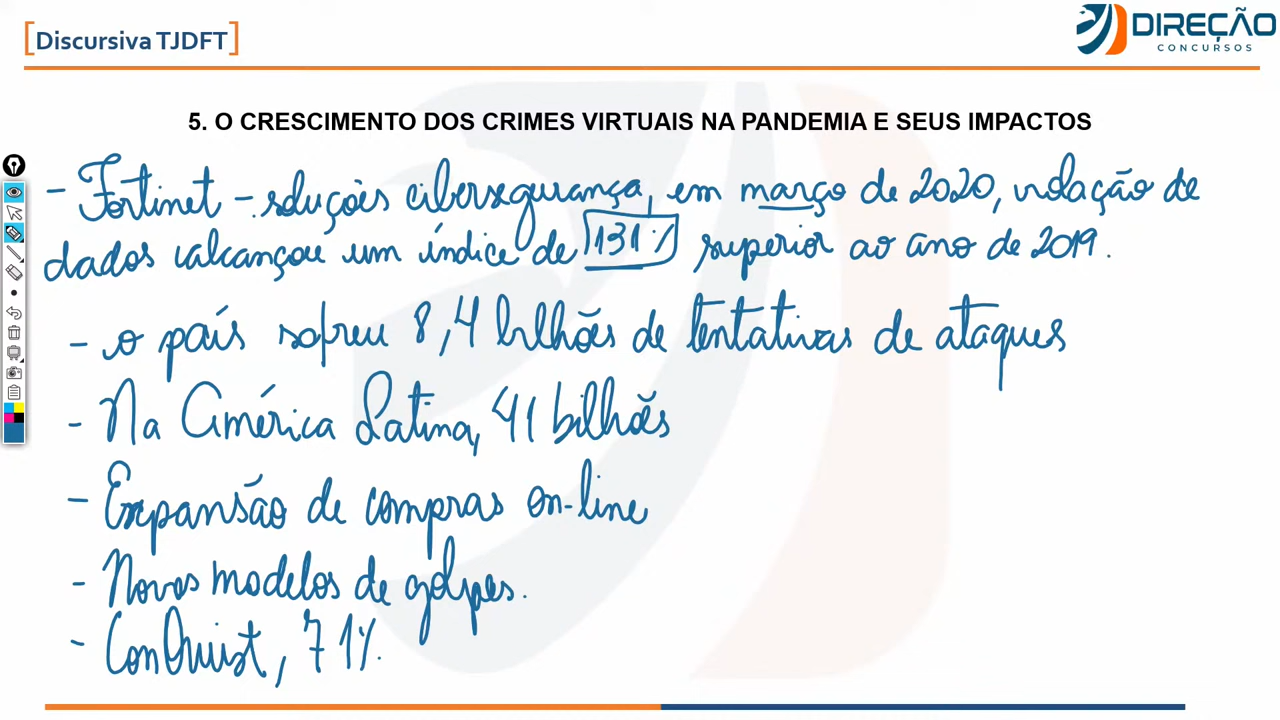 [Discursiva TJDFT]
DIREÇÃO
CONCURSOS
5. O CRESCIMENTO DOS CRIMES VIRTUAIS NA PANDEMIA E SEUS IMPACTOS
- Fortinet - soluções cibersegurança, em março de 2020, violação de
dados alcançou um índice de 131% superior ao ano de 2019.
- o país sofreu 8,4 bilhões de tentativas de ataques
- Na América Latina, 41 bilhões
- Expansão de compras on-line
- Novos modelos de golpes.
- , 71%.